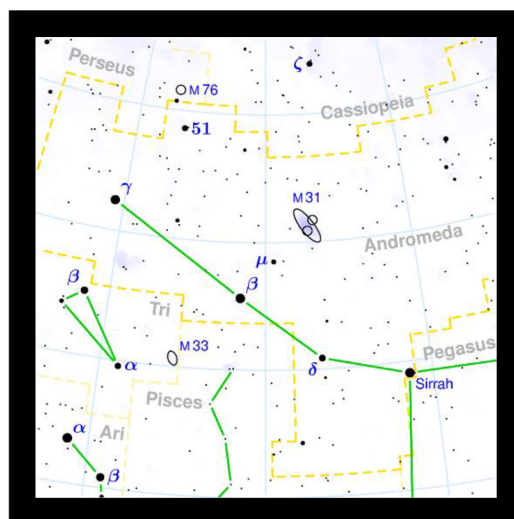 ζ
Perseus
M 76
Cassiopeia
51
γ
M 31
Andromeda
μ
β
β
Tri
M 33
Pegasus
α
δ
Sirrah
Pisces
α
Ari
β